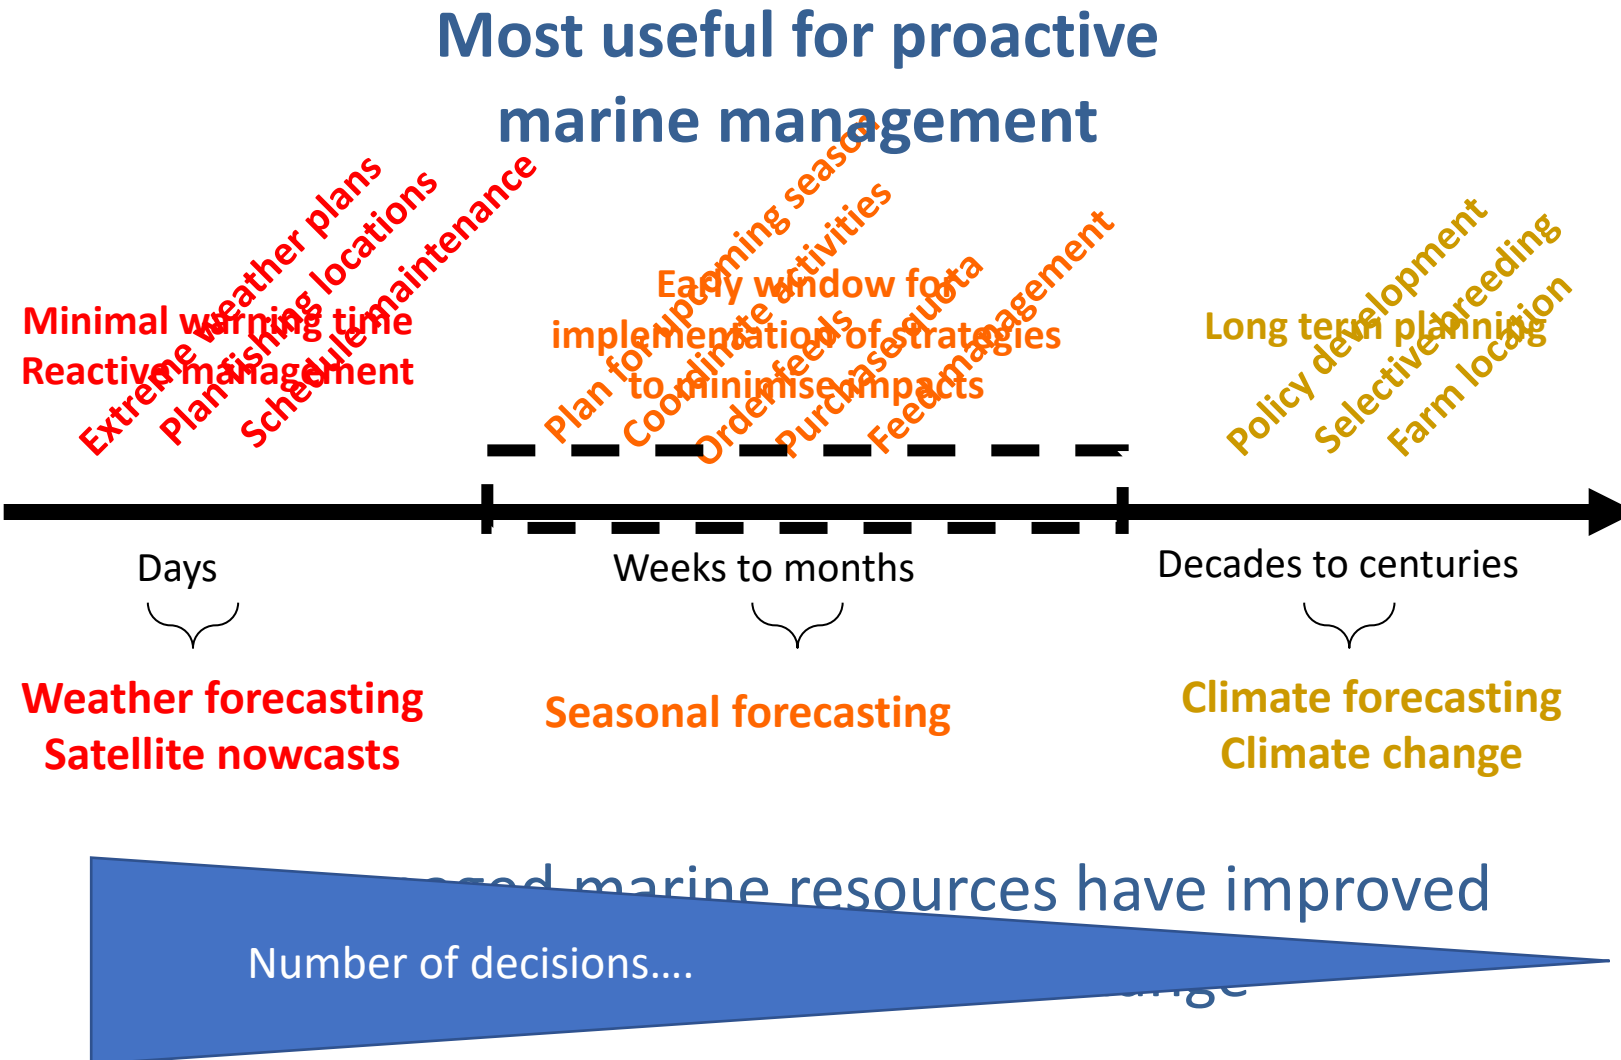 Most useful for proactive
marine management
Extreme weather plans
Plan fishing locations
Schedule maintenance
Minimal warning time
Reactive management
Plan for upcoming season
Coordinate activities
Order feeds
Purchase quota
Feed management
Early window for
implementation of strategies
to minimise impacts
Policy development
Selective breeding
Farm location
Long term planning
Days
Weeks to months
Decades to centuries
Weather forecasting
Satellite nowcasts
Seasonal forecasting
Climate forecasting
Climate change
marine resources have improved
Number of decisions....